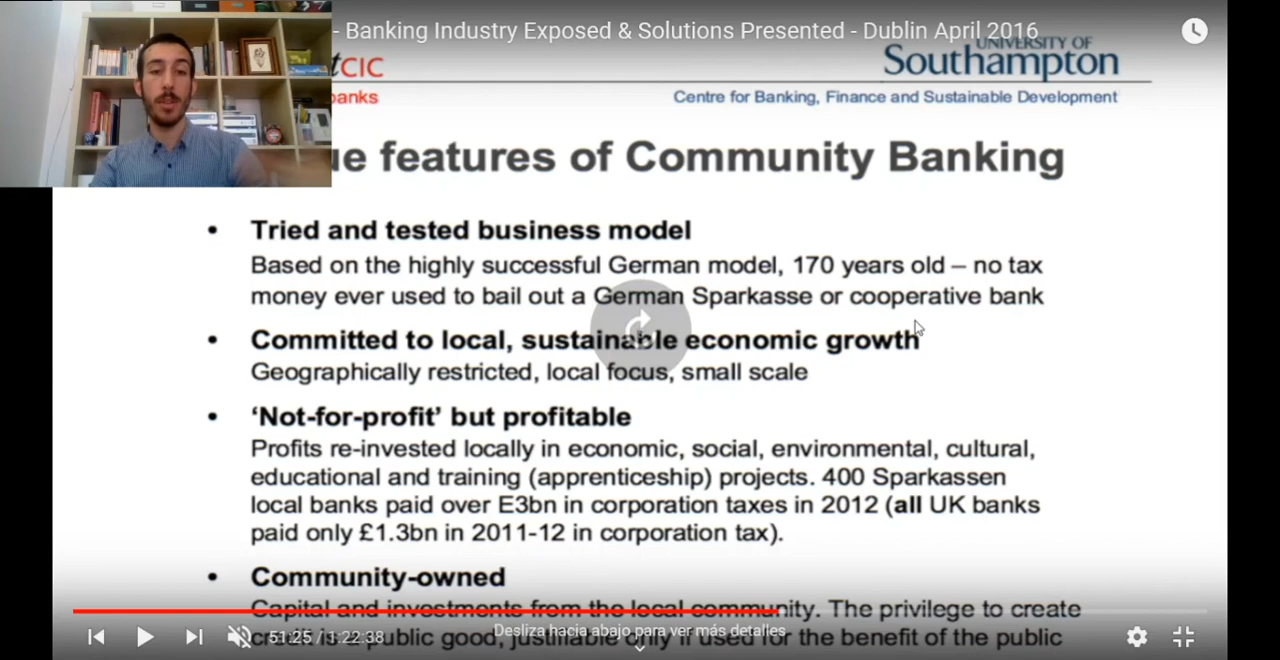 - Banking Industry Exposed & Solutions Presented - Dublin April 2016
UNIVERSITY OF
Southampton
CIC
banks
Centre for Banking, Finance and Sustainable Development
ue features of Community Banking
• Tried and tested business model
Based on the highly successful German model, 170 years old – no tax
money ever used to bail out a German Sparkasse or cooperative bank
• Committed to local, sustainable economic growth
Geographically restricted, local focus, small scale
• ‘Not-for-profit’ but profitable
Profits re-invested locally in economic, social, environmental, cultural,
educational and training (apprenticeship) projects. 400 Sparkassen
local banks paid over E3bn in corporation taxes in 2012 (all UK banks
paid only £1.3bn in 2011-12 in corporation tax).
• Community-owned
Capital and investments from the local community. The privilege to create
credit is a public good, justifiable only if used for the benefit of the public
51:25 / 1:22:38
Desliza hacia abajo para ver más detalles